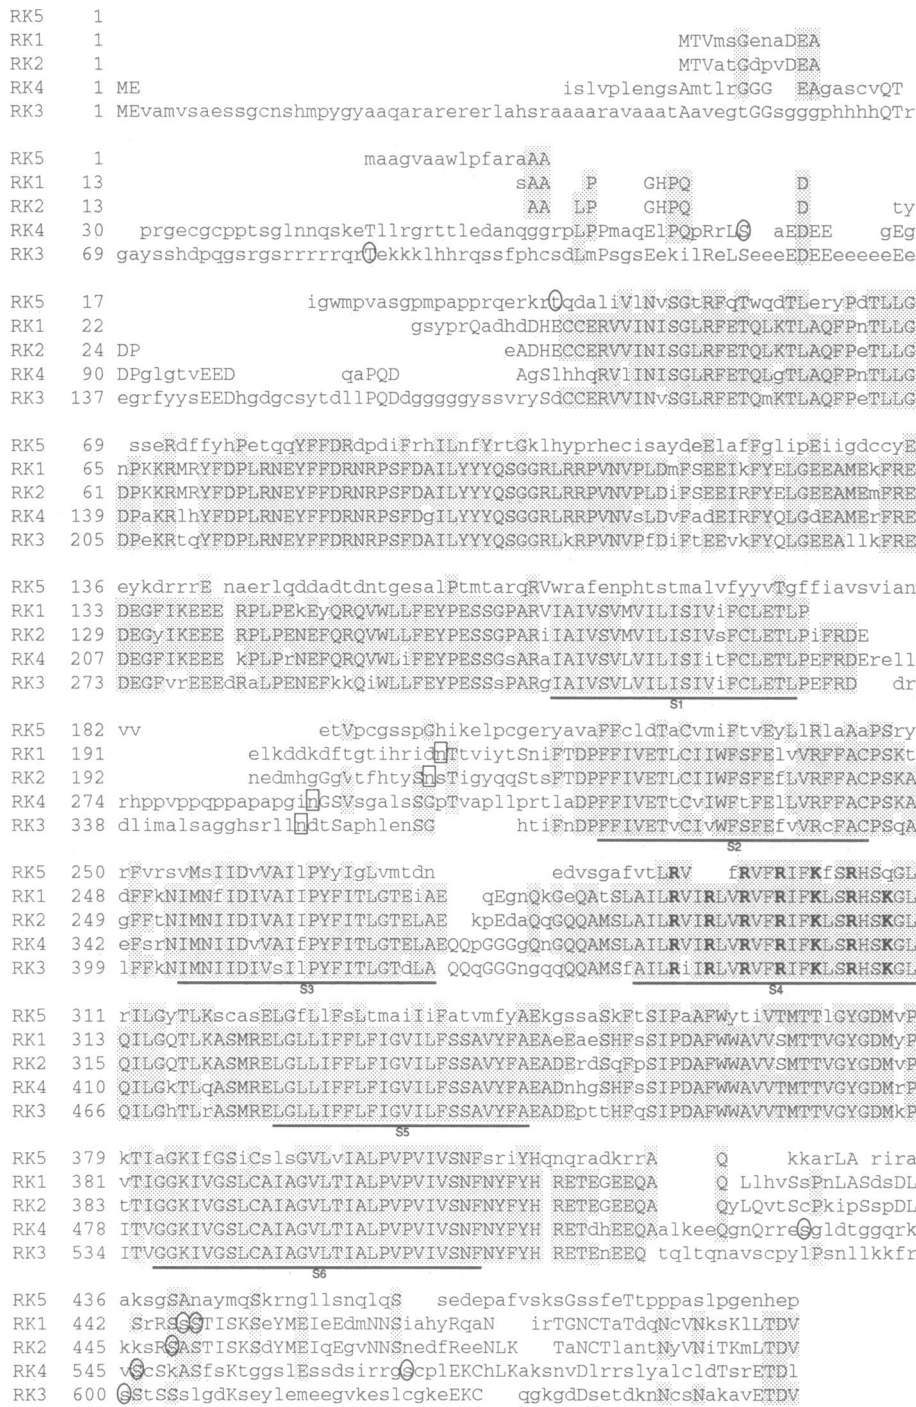 RK5 1
RK1 1 MTVmsGenaDEA
RK2 1 MTVatGdpvDEA
RK4 1 ME islvplengsAmtlrGGG EAgascvQT
RK3 1 MEvamvsaessgcnshmpygyaaqararererlahsraaaaravaaatAavegtGGsgggphhhhQTr
RK5 1 maagvaawlpfaraAA
RK1 13 sAA P GHPQ D
RK2 13 AA LP GHPQ D ty
RK4 30 prgecgcpptsglnnqskeTllrgrttledanqggrpLPPmaqElPQpRrLS aEDEE gEg
RK3 69 gaysshdpqgsrgsrrrrrqrTekkklhhrqssfphcsdLmPsgsEekilReLSeeeEDEEeeeeeEe
RK5 17 igwmpvasgpmpapprqerkrtqdaliVlNvSGtRFqTwqdTLeryPdTLLG
RK1 22 gsyprQadhdDHECCERVVINISGLRFETQLKTLAQFPnTLLG
RK2 24 DP eADHECCERVVINISGLRFETQLKTLAQFPeTLLG
RK4 90 DPglgtvEED qaPQD AgSlhhqRVlINISGLRFETQLgTLAQFPnTLLG
RK3 137 egrfyysEEDhgdgcsytdllPQDdgggggyssvrySdCCERVVINvSGLRFETQmKTLAQFPeTLLG
RK5 69 sseRdffyhPetqqYFFDRdpdiFrhILnfYrtGklhyprhecisaydeElaFfglipEiigdccyE
RK1 65 nPKKRMRYFDPLRNEYFFDRNRPSFDAILYYYQSGGRLRRPVNVPLDmFSEEIkFYELGEEAMEkFRE
RK2 61 DPKKRMRYFDPLRNEYFFDRNRPSFDAILYYYQSGGRLRRPVNVPLDiFSEEIRFYELGEEAMEmFRE
RK4 139 DPaKRlhYFDPLRNEYFFDRNRPSFDgILYYYQSGGRLRRPVNVsLDvFadEIRFYQLGdEAMErFRE
RK3 205 DPeKRtqYFDPLRNEYFFDRNRPSFDAILYYYQSGGRLkRPVNVPfDiFtEEvkFYQLGEEALlkFRE
RK5 136 eykdrrrE naerlqddadtdntgesalPtmtarqRVwrafenphtstmalvfyyvTgffiavsvian
RK1 133 DEGFIKEEE RPLPEkEyQRQVWLLFEYPESSGPARVIAIVSVMVILISIViFCLETLP
RK2 129 DEGyIKEEE RPLPENEFQRQVWLLFEYPESSGPARiIAIVSVMVILISIVsFCLETLPiFRDE
RK4 207 DEGFIKEEE kPLPrNEFQRQVWLiFEYPESSGsARaIAIVSVLVILISIitFCLETLPEFRDErell
RK3 273 DEGFvrEEEdRaLPENEFkkQiWLLFEYPESSsPARgIAIVSVLVILISIViFCLETLPEFRD dr
S1
RK5 182 vv etVpcgsspGhikelpcgeryavaFFcldTaCvmiFtvEyLlRlaAaPSry
RK1 191 elkddkdftgtihridnTtviytSniFTDPFFIVETLCIIWFSFElvVRFFACPSKt
RK2 192 nedmhgGgVtfhtySnsTigyqqStsFTDPFFIVETLCIIWFSFEfLVRFFACPSKA
RK4 274 rhppvppqppapapginGSVsgalsSGpTvapllprtlaDPFFIVETtCvIWFtFELLVRFFACPSKA
RK3 338 dlimalsagghsrllndtSaphlenSG htiFnDPFFIVETvCIvWFSFEfvVRcFACPSqA
S2
RK5 250 rFvrsvMsIIDvVAIlPYyIgLvmtdn edvsgafvtLRV fRVFRIFKfSRHSqGL
RK1 248 dFFkNIMNfIDIVAIIPYFITLGTEiAE qEgnQkGeQAtSLAILRVIRLVRVFRIFKLSRHSKGL
RK2 249 gFFtNIMNIIDIVAIIPYFITLGTELAE kpEdaQqGQQAMSLAILRVIRLVRVFRIFKLSRHSKGL
RK4 342 eFsrNIMNIIDvVAIfPYFITLGTELAEQQpGGGgQnGQQAMSLAILRVIRLVRVFRIFKLSRHSKGL
RK3 399 lFFkNIMNIIDIVsIlPYFITLGTdLA QQqGGGngqqQQAMSfAILRiIRLVRVFRIFKLSRHSKGL
S3 S4
RK5 311 rILGyTLKscasELGfLlFsLtmaIIiFatvmfyAEkgssaSkFtSIPaAFWytivTMTTlGYGDMvP
RK1 313 QILGQTLKASMRELGLLIFFLFIGVILFSSAVYFAEAeEaeSHFsSIPDAFWWAVVSMTTVGYGDMyP
RK2 315 QILGQTLKASMRELGLLIFFLFIGVILFSSAVYFAEADErdSqFpSIPDAFWWAVVSMTTVGYGDMvP
RK4 410 QILGkTLqASMRELGLLIFFLFIGVILFSSAVYFAEADnhgSHFsSIPDAFWWAVVTMTTVGYGDMrP
RK3 466 QILGhTLrASMRELGLLIFFLFIGVILFSSAVYFAEADEpttHFqSIPDAFWWAVVTMTTVGYGDMkP
S5
RK5 379 kTIaGKIfGSiCslsGVLvIALPVPVIVSNFsriYHqnqradkrrA Q kkarLA rira
RK1 381 vTIGGKIVGSLCAIAGVLTIALPVPVIVSNFNYFYH RETEGEEQA Q LlhvSsPnLASdsDL
RK2 383 tTIGGKIVGSLCAIAGVLTIALPVPVIVSNFNYFYH RETEGEEQA QyLQvtScPkipSspDL
RK4 478 ITVGGKIVGSLCAIAGVLTIALPVPVIVSNFNYFYH RETdhEEQAalkeeQgnQrresgldtggqrk
RK3 534 ITVGGKIVGSLCAIAGVLTIALPVPVIVSNFNYFYH RETEnEEQ tqltqnavscpylPsnllkkfr
S6
RK5 436 aksgSAnaymqSkrngllsnqlqS sedepafvsksGssfeTtpppaslpgenhep
RK1 442 SrRSGSTISKSeYMEIeEdmNNSiahyRqaN irTGNCTaTdqNcVNksKlLTDV
RK2 445 kksRSASTISKSdYMEIqEgvNNSnedfReeNLK TaNCTlantNyVNiTKmLTDV
RK4 545 vScSkASfsKtggslEssdsirrgScplEKChLKaksnvDlrrslyalcldTsrETDl
RK3 600 sStSSslgdKseylemeegvkeslcgkeEKC qgkgdDsetdknNcsNakavETDV